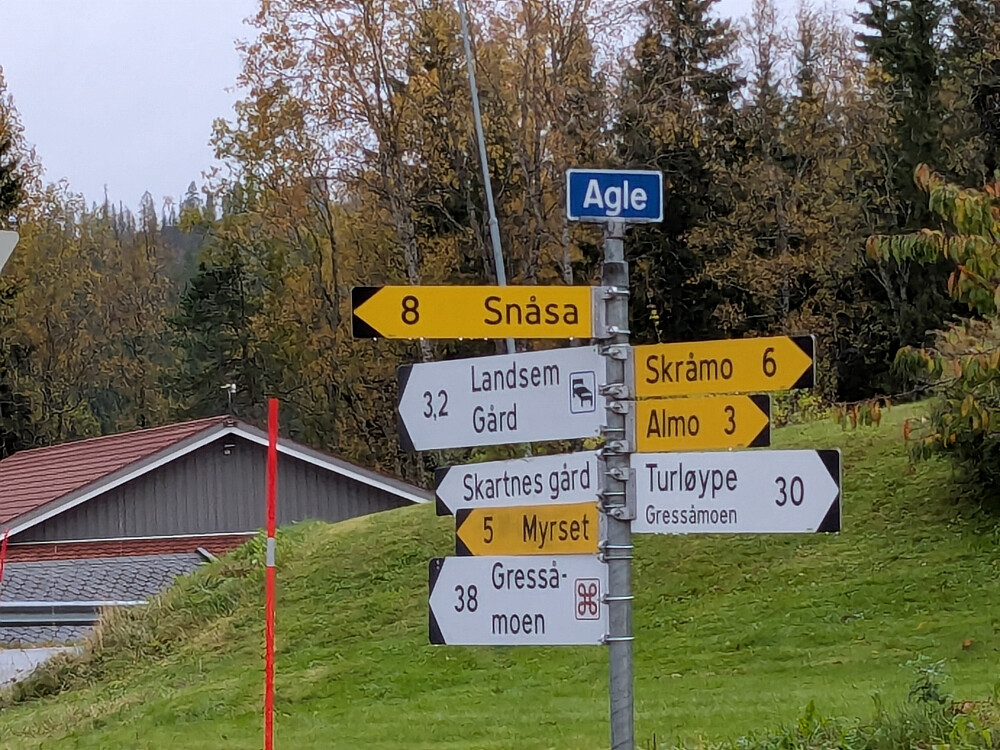 Agle
8 Snåsa
Skråmo 6
3,2 Landsem
Gård
Almo 3
Skartnes gård
Turløype 30
Gressåmoen
5 Myrset
38 Gresså-
moen